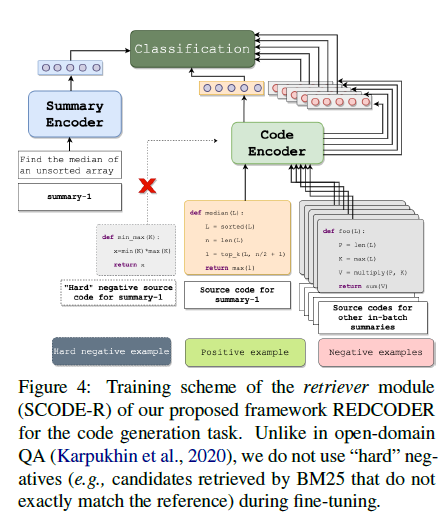 Classification
Summary
Encoder
Code
Encoder
Find the median of
an unsorted array
summary-1
def sin_max(K):
x=min(K)*max(K)
return x
"Hard" negative source
code for summary-1
def median(L):
L = sorted(L)
n = len(L)
l = top_k(L, n/2 + 1)
return max(l)
Source code for
summary-1
def foo(L):
P = len(L)
K = max(L)
V = multiply(P, K)
return sum(V)
Source codes for
other in-batch
summaries
Hard negative example
Positive example
Negative examples
Figure 4: Training scheme of the retriever module
(SCODE-R) of our proposed framework REDCODER
for the code generation task. Unlike in open-domain
QA (Karpukhin et al., 2020), we do not use “hard” neg-
atives (e.g., candidates retrieved by BM25 that do not
exactly match the reference) during fine-tuning.